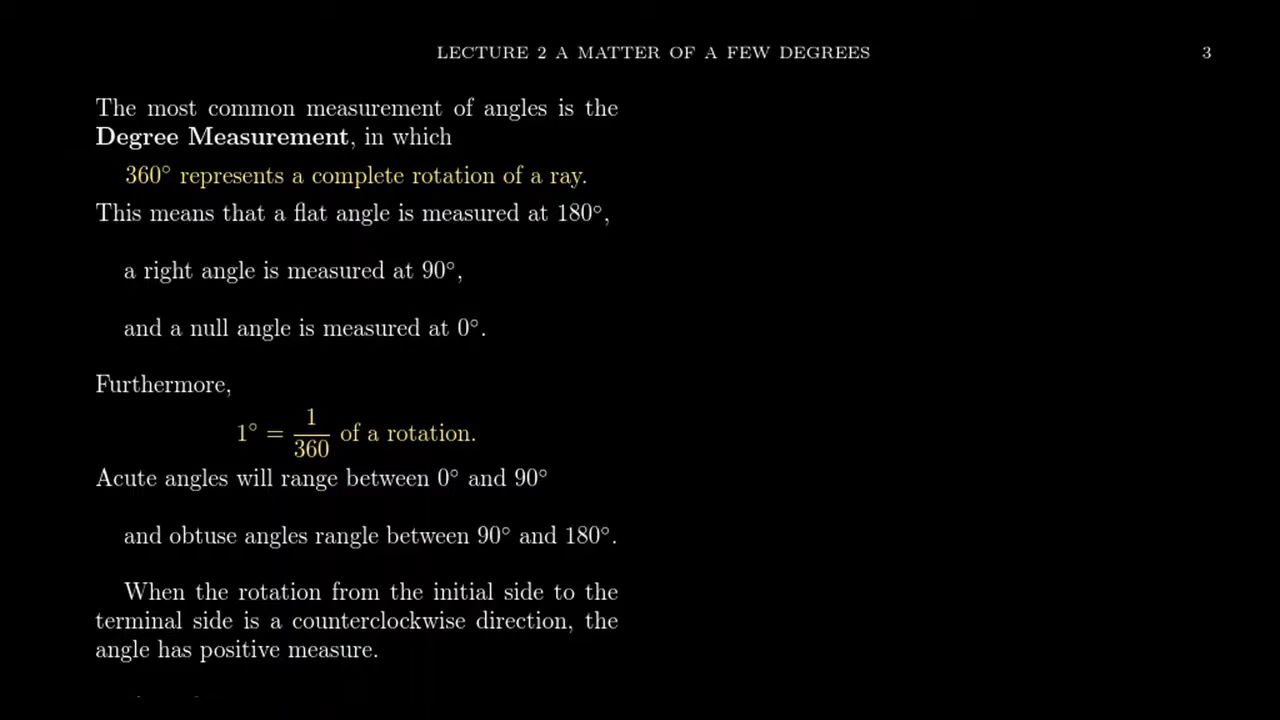 LECTURE 2 A MATTER OF A FEW DEGREES 3
The most common measurement of angles is the
Degree Measurement, in which
360° represents a complete rotation of a ray.
This means that a flat angle is measured at 180°,
a right angle is measured at 90°,
and a null angle is measured at 0°.
Furthermore,
1° = 1/360 of a rotation.
Acute angles will range between 0° and 90°
and obtuse angles rangle between 90° and 180°.
When the rotation from the initial side to the
terminal side is a counterclockwise direction, the
angle has positive measure.